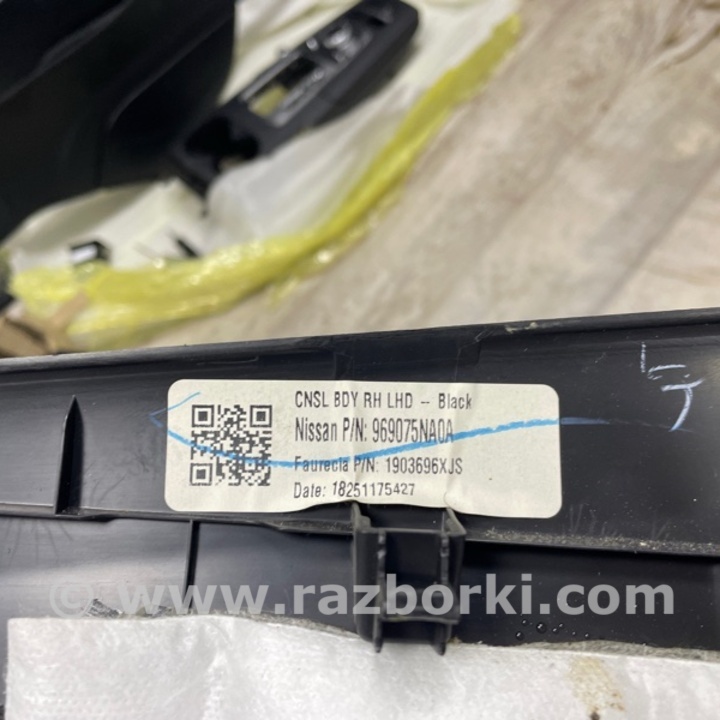 CNSL BDY RH LHD -- Black
Nissan P/N: 969075NA0A
Faurecia P/N: 1903696XJS
Date: 18251175427
© www.razborki.com